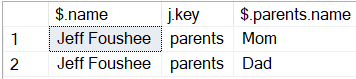 $.name j.key $.parents.name
1 Jeff Foushee parents Mom
2 Jeff Foushee parents Dad